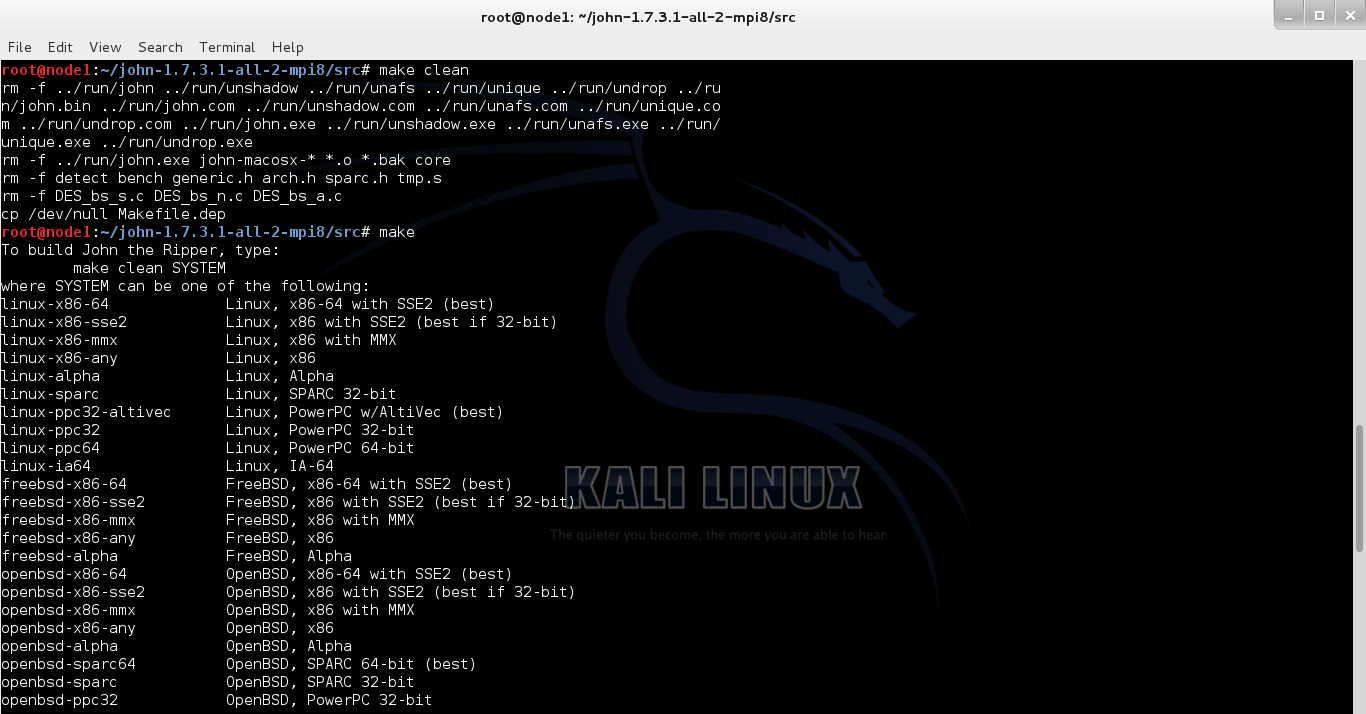 root@node1: ~/john-1.7.3.1-all-2-mpi8/src
File Edit View Search Terminal Help
root@node1:~/john-1.7.3.1-all-2-mpi8/src# make clean
rm -f ../run/john ../run/unshadow ../run/unafs ../run/unique ../run/undrop ../ru
n/john.bin ../run/john.com ../run/unshadow.com ../run/unafs.com ../run/unique.co
m ../run/undrop.com ../run/john.exe ../run/unshadow.exe ../run/unafs.exe ../run/
unique.exe ../run/undrop.exe
rm -f ../run/john.exe john-macosx-* *.o *.bak core
rm -f detect bench generic.h arch.h sparc.h tmp.s
rm -f DES_bs_s.c DES_bs_n.c DES_bs_a.c
cp /dev/null Makefile.dep
root@node1:~/john-1.7.3.1-all-2-mpi8/src# make
To build John the Ripper, type:
        make clean SYSTEM
where SYSTEM can be one of the following:
linux-x86-64             Linux, x86-64 with SSE2 (best)
linux-x86-sse2           Linux, x86 with SSE2 (best if 32-bit)
linux-x86-mmx            Linux, x86 with MMX
linux-x86-any            Linux, x86
linux-alpha              Linux, Alpha
linux-sparc              Linux, SPARC 32-bit
linux-ppc32-altivec      Linux, PowerPC w/AltiVec (best)
linux-ppc32              Linux, PowerPC 32-bit
linux-ppc64              Linux, PowerPC 64-bit
linux-ia64               Linux, IA-64
freebsd-x86-64           FreeBSD, x86-64 with SSE2 (best)
freebsd-x86-sse2         FreeBSD, x86 with SSE2 (best if 32-bit)
freebsd-x86-mmx          FreeBSD, x86 with MMX
freebsd-x86-any          FreeBSD, x86
freebsd-alpha            FreeBSD, Alpha
openbsd-x86-64           OpenBSD, x86-64 with SSE2 (best)
openbsd-x86-sse2         OpenBSD, x86 with SSE2 (best if 32-bit)
openbsd-x86-mmx          OpenBSD, x86 with MMX
openbsd-x86-any          OpenBSD, x86
openbsd-alpha            OpenBSD, Alpha
openbsd-sparc64          OpenBSD, SPARC 64-bit (best)
openbsd-sparc            OpenBSD, SPARC 32-bit
openbsd-ppc32            OpenBSD, PowerPC 32-bit
KALI LINUX
The quieter you become, the more you are able to hear.